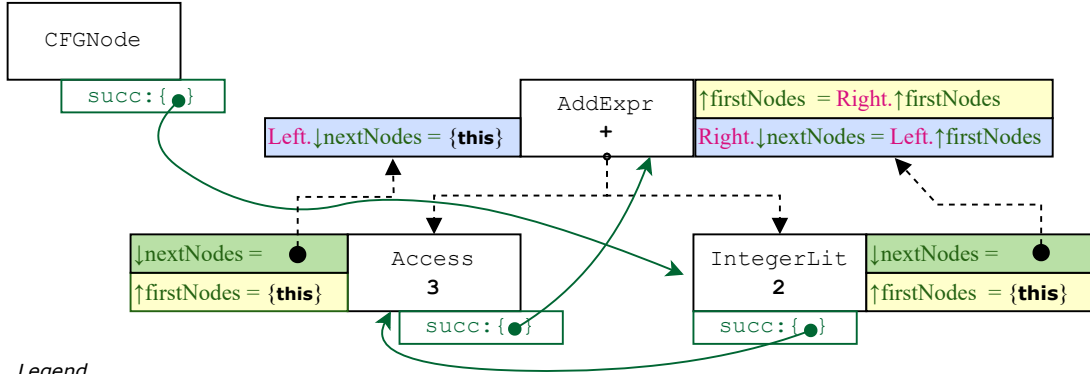 CFGNode
succ:{ }
AddExpr
+
↑firstNodes = Right.↑firstNodes
Left.↓nextNodes = {this}
Right.↓nextNodes = Left.↑firstNodes
↓nextNodes =
↑firstNodes = {this}
Access
3
succ:{ }
IntegerLit
2
succ:{ }
↓nextNodes =
↑firstNodes = {this}
Legend